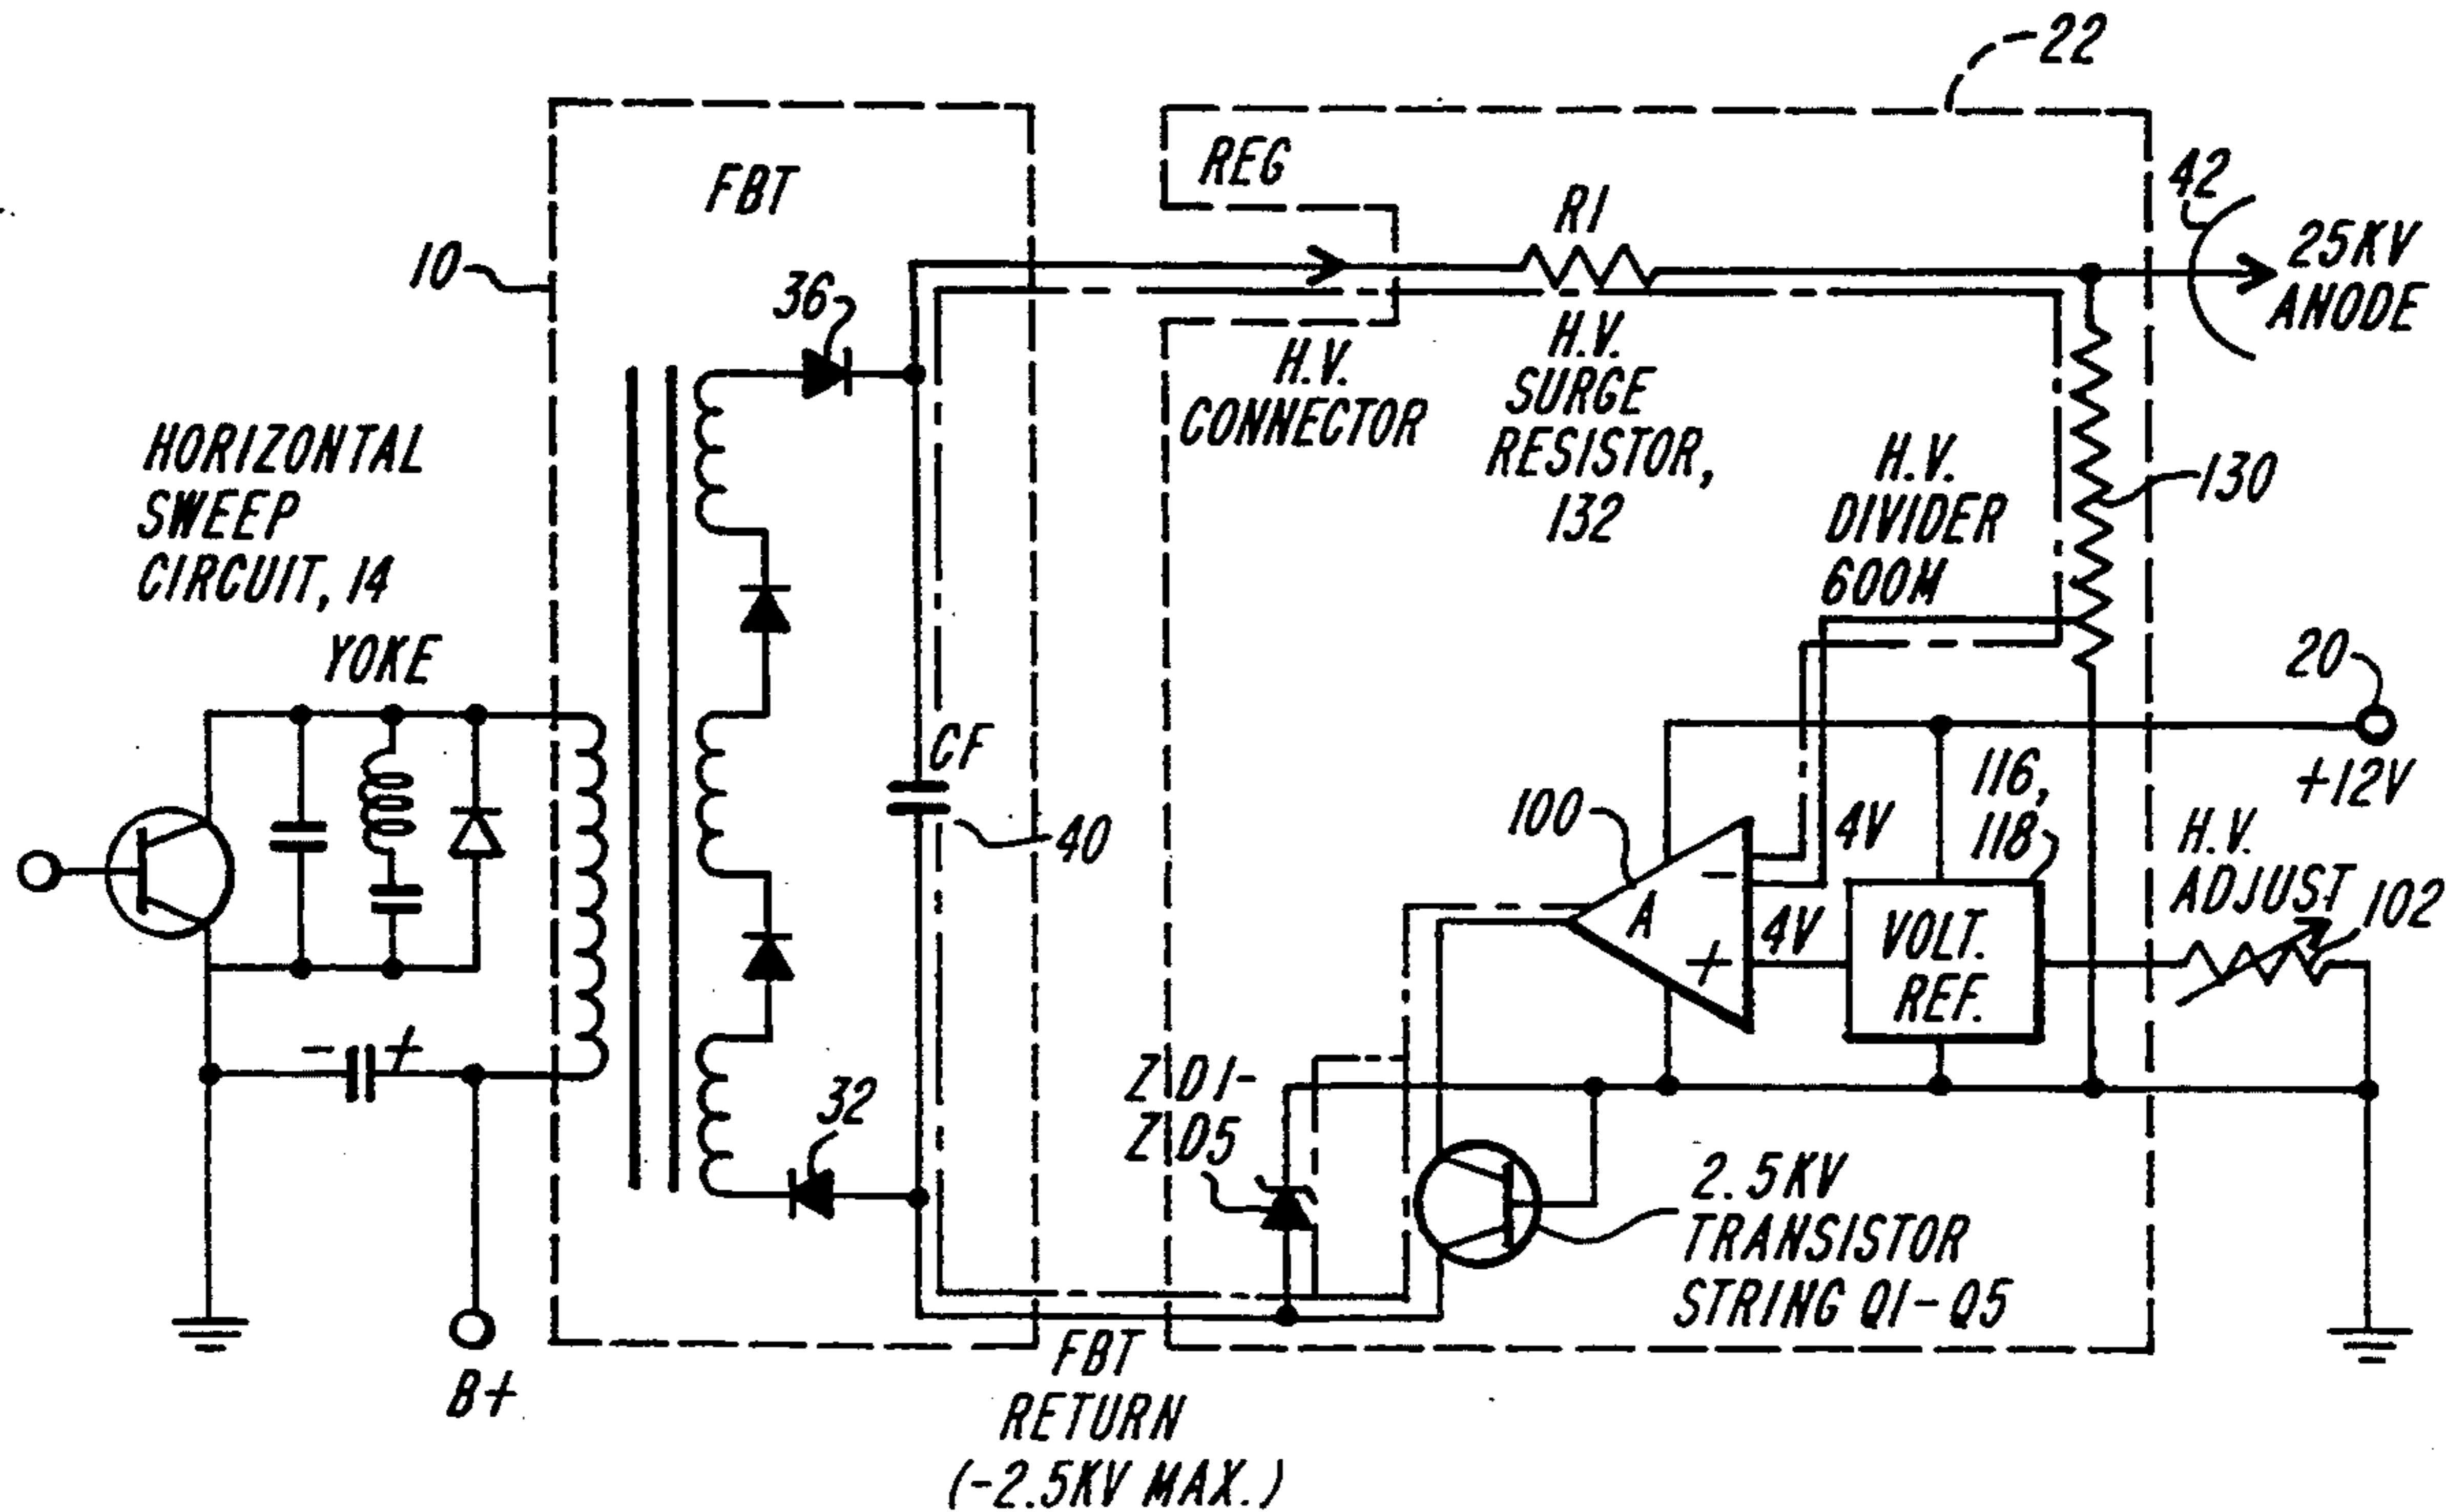 22
FBT
REG
42
10
R1
25KV
ANODE
36
H.V.
CONNECTOR
H.V.
SURGE
RESISTOR,
132
HORIZONTAL
SWEEP
CIRCUIT, 14
H.V.
DIVIDER
600M
130
YOKE
20
CF
+12V
116,
118
100
4V
40
H.V.
ADJUST
102
-
A
+
4V
VOLT.
REF.
- +
Z D1-
Z D5
32
2.5KV
TRANSISTOR
STRING Q1-Q5
B+
FBT
RETURN
(-2.5KV MAX.)